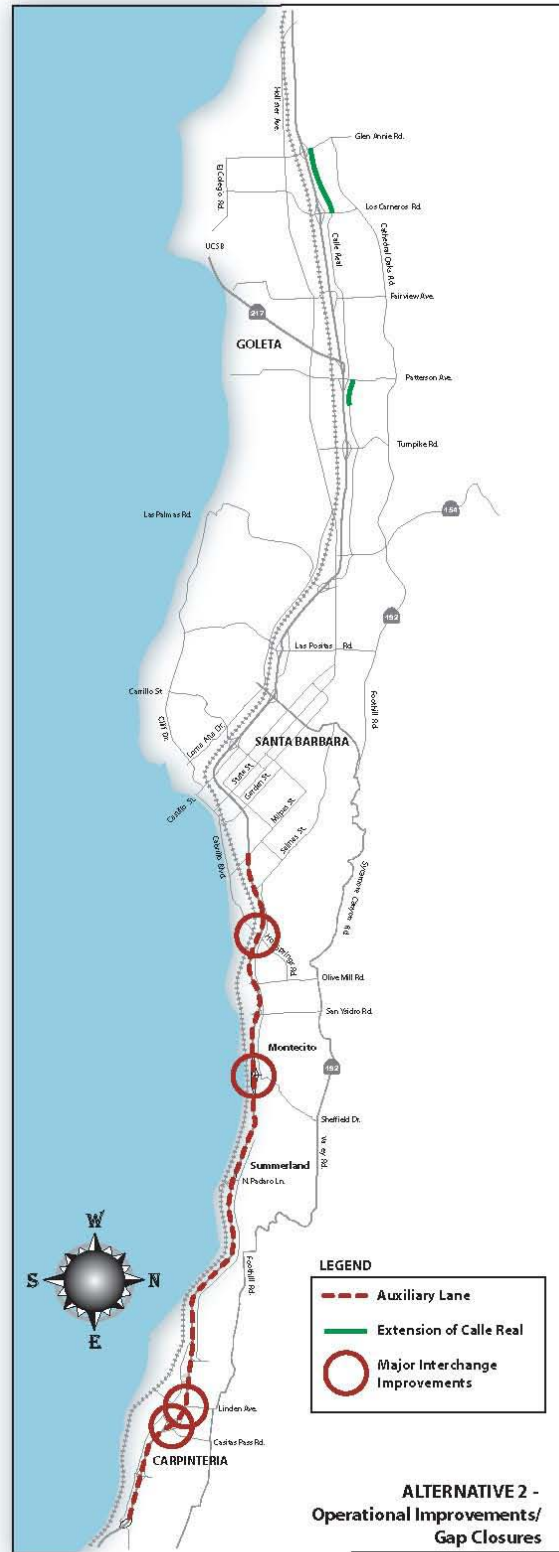 Hollister Ave.
Glen Annie Rd.
El Colegio Rd.
Los Carneros Rd.
Calle Real
Cathedral Oaks Rd.
UCSB
Fairview Ave.
217
GOLETA
Patterson Ave.
Turnpike Rd.
Las Palmas Rd.
154
192
Las Positas Rd.
Foothill Rd.
Carrillo St.
Cliff Dr.
Loma Alta Dr.
SANTA BARBARA
State St.
Garden St.
Castillo St.
Milpas St.
Salinas St.
Cabrillo Blvd.
Sycamore Canyon Rd.
Hot Springs Rd.
Olive Mill Rd.
San Ysidro Rd.
Montecito
192
Sheffield Dr.
Valley Rd.
Summerland
N. Padaro Ln.
W
S
N
E
Foothill Rd.
LEGEND
Auxiliary Lane
Extension of Calle Real
Major Interchange
Improvements
Linden Ave.
Casitas Pass Rd.
CARPINTERIA
ALTERNATIVE 2 -
Operational Improvements/
Gap Closures